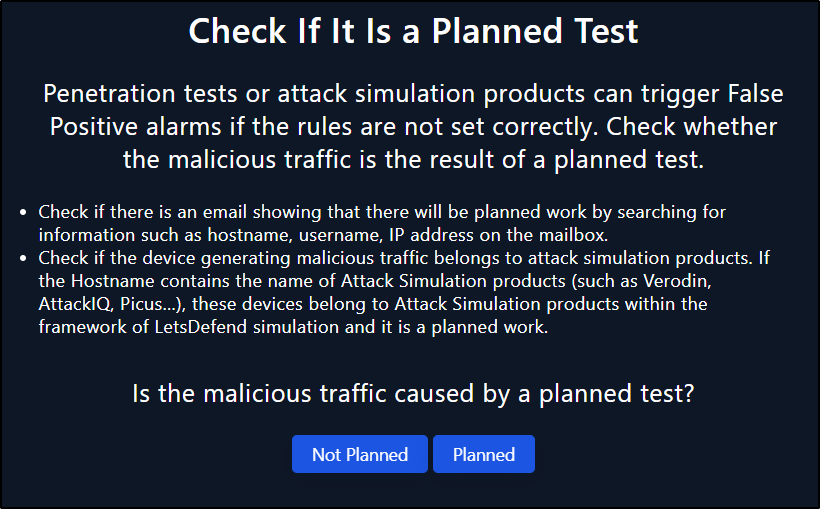 Check If It Is a Planned Test
Penetration tests or attack simulation products can trigger False
Positive alarms if the rules are not set correctly. Check whether
the malicious traffic is the result of a planned test.
• Check if there is an email showing that there will be planned work by searching for
information such as hostname, username, IP address on the mailbox.
• Check if the device generating malicious traffic belongs to attack simulation products. If
the Hostname contains the name of Attack Simulation products (such as Verodin,
AttackIQ, Picus...), these devices belong to Attack Simulation products within the
framework of LetsDefend simulation and it is a planned work.
Is the malicious traffic caused by a planned test?
Not Planned
Planned